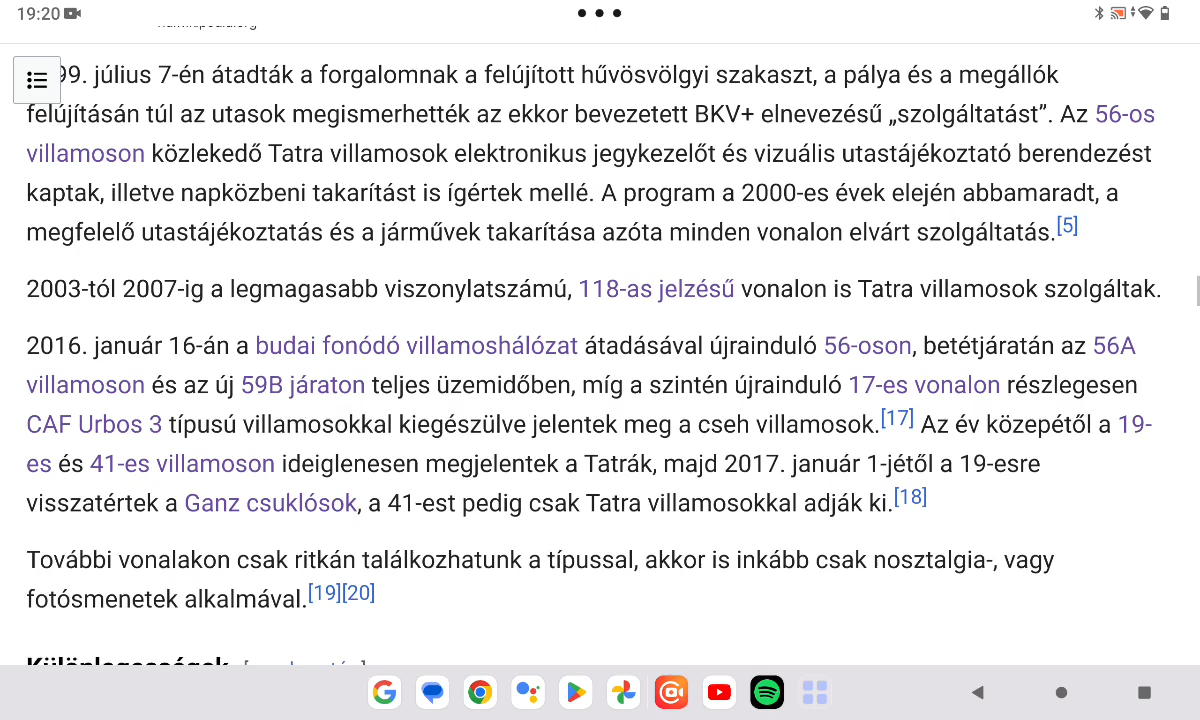 19:20
99. július 7-én átadták a forgalomnak a felújított hűvösvölgyi szakaszt, a pálya és a megállók
felújításán túl az utasok megismerhették az ekkor bevezetett BKV+ elnevezésű „szolgáltatást”. Az 56-os
villamoson közlekedő Tatra villamosok elektronikus jegykezelőt és vizuális utastájékoztató berendezést
kaptak, illetve napközbeni takarítást is ígértek mellé. A program a 2000-es évek elején abbamaradt, a
megfelelő utastájékoztatás és a járművek takarítása azóta minden vonalon elvárt szolgáltatás.[5]
2003-tól 2007-ig a legmagasabb viszonylatszámú, 118-as jelzésű vonalon is Tatra villamosok szolgáltak.
2016. január 16-án a budai fonódó villamoshálózat átadásával újrainduló 56-oson, betétjáratán az 56A
villamoson és az új 59B járaton teljes üzemidőben, míg a szintén újrainduló 17-es vonalon részlegesen
CAF Urbos 3 típusú villamosokkal kiegészülve jelentek meg a cseh villamosok.[17] Az év közepétől a 19-
es és 41-es villamoson ideiglenesen megjelentek a Tatrák, majd 2017. január 1-jétől a 19-esre
visszatértek a Ganz csuklósok, a 41-est pedig csak Tatra villamosokkal adják ki.[18]
További vonalakon csak ritkán találkozhatunk a típussal, akkor is inkább csak nosztalgia-, vagy
fotósmenetek alkalmával.[19][20]
Különlegességek